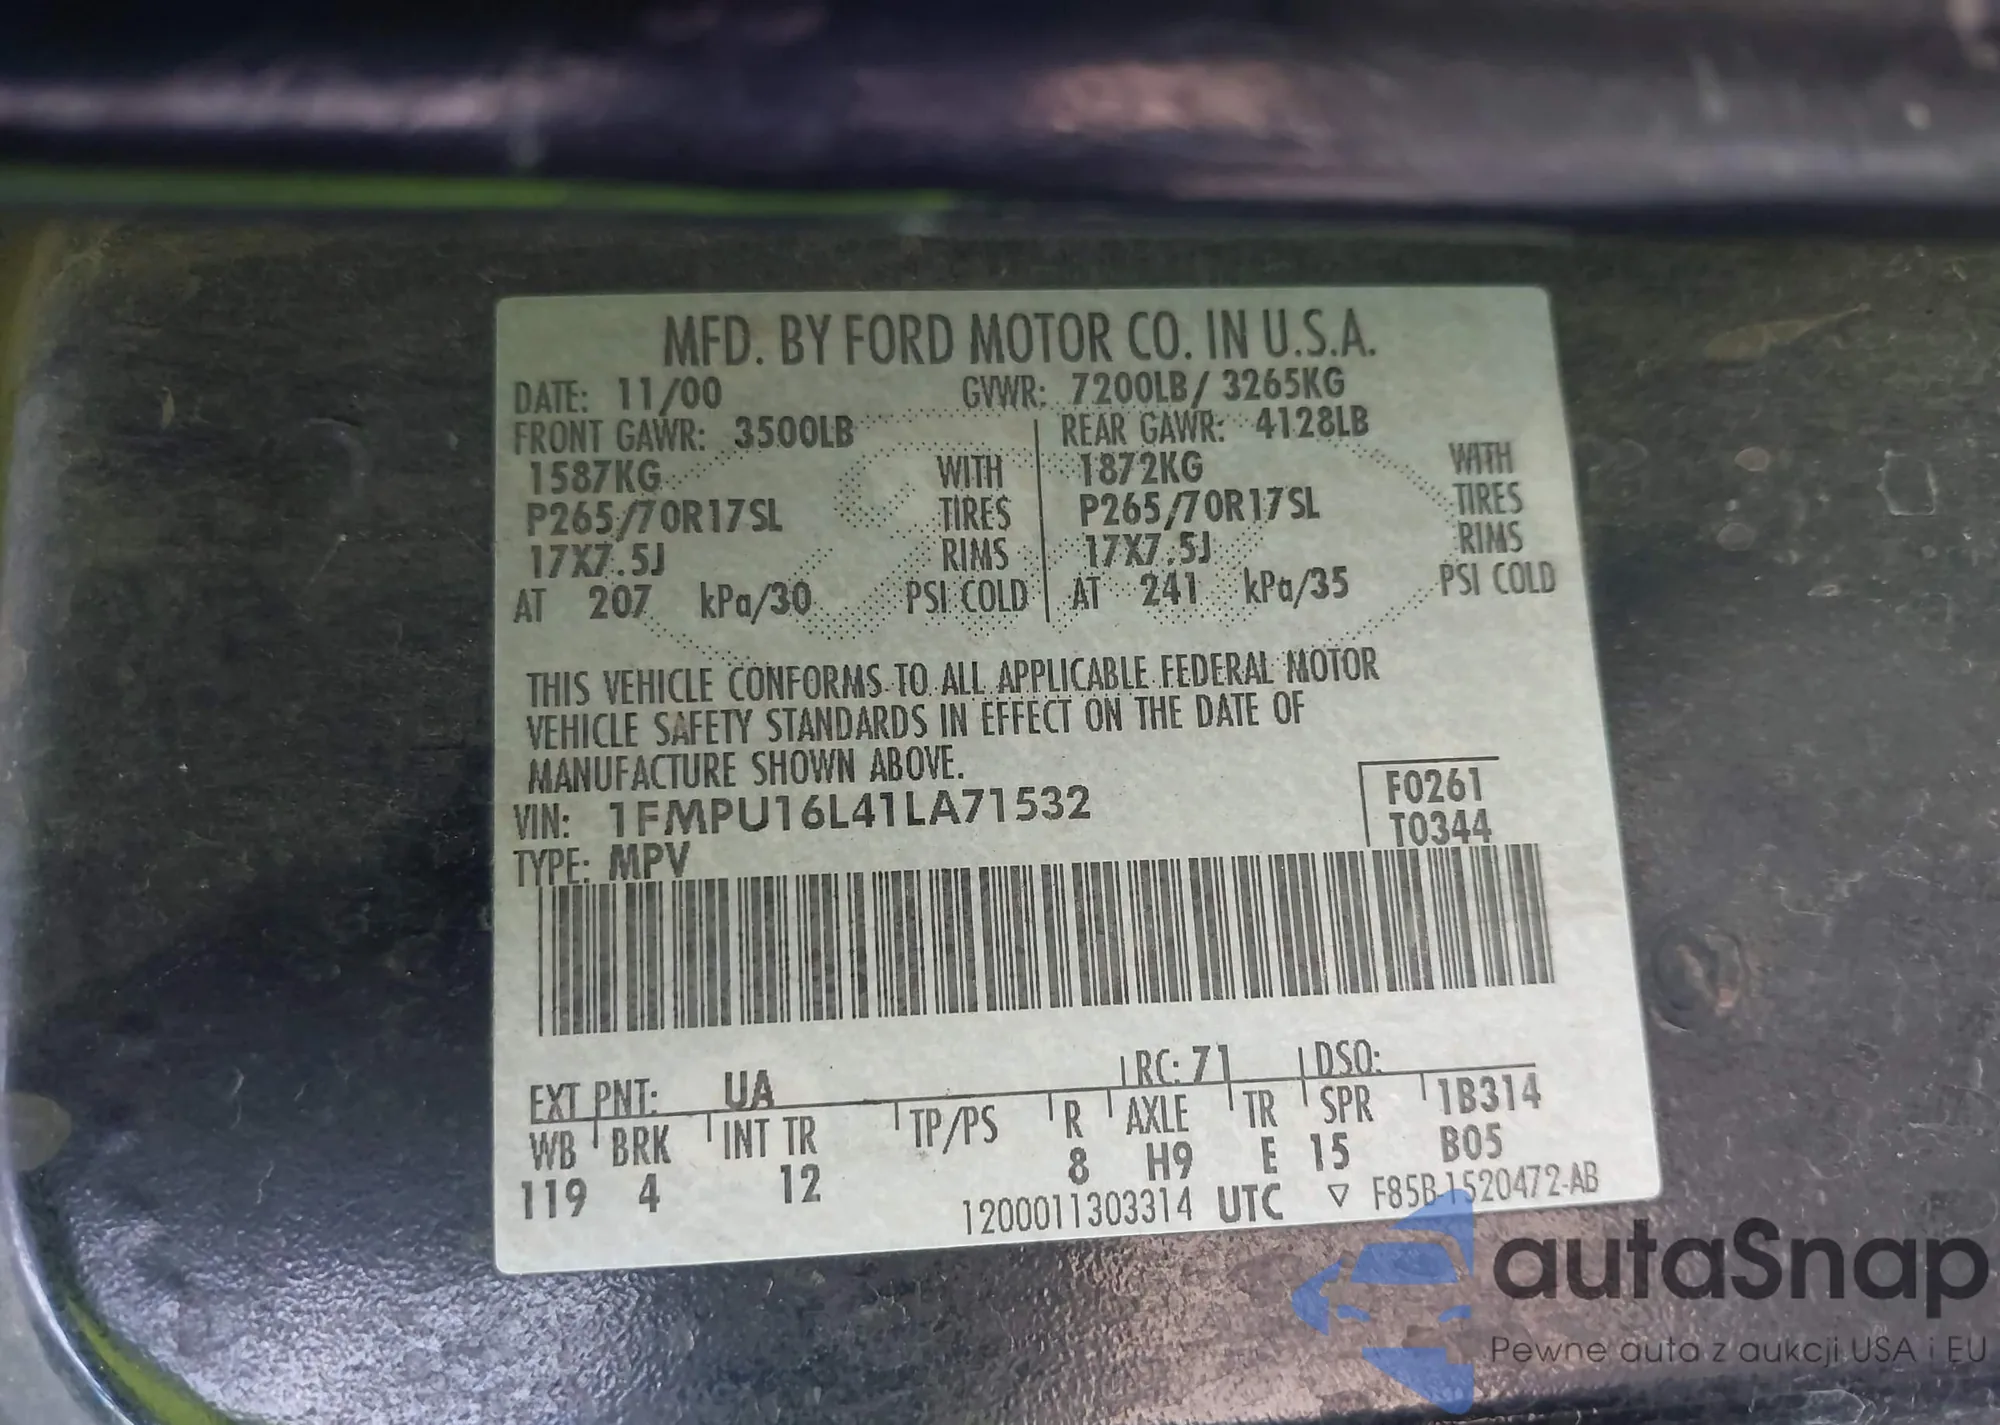 MFD. BY FORD MOTOR CO. IN U.S.A.
DATE: 11/00 GVWR: 7200LB/ 3265KG
FRONT GAWR: 3500LB REAR GAWR: 4128LB
1587KG WITH 1872KG WITH
P265/70R17SL TIRES P265/70R17SL TIRES
17X7.5J RIMS 17X7.5J RIMS
AT 207 kPa/30 PSI COLD AT 241 kPa/35 PSI COLD
THIS VEHICLE CONFORMS TO ALL APPLICABLE FEDERAL MOTOR
VEHICLE SAFETY STANDARDS IN EFFECT ON THE DATE OF
MANUFACTURE SHOWN ABOVE.
VIN: 1FMPU16L41LA71532
F0261
T0344
TYPE: MPV
EXT PNT: UA RC: 71 DSO:
WB BRK INT TR TP/PS R AXLE TR SPR 1B314
119 4 12 8 H9 E 15 B05
1200011303314 UTC ▽ F85B-1520472-AB
autaSnap
Pewne auta z aukcji USA i EU